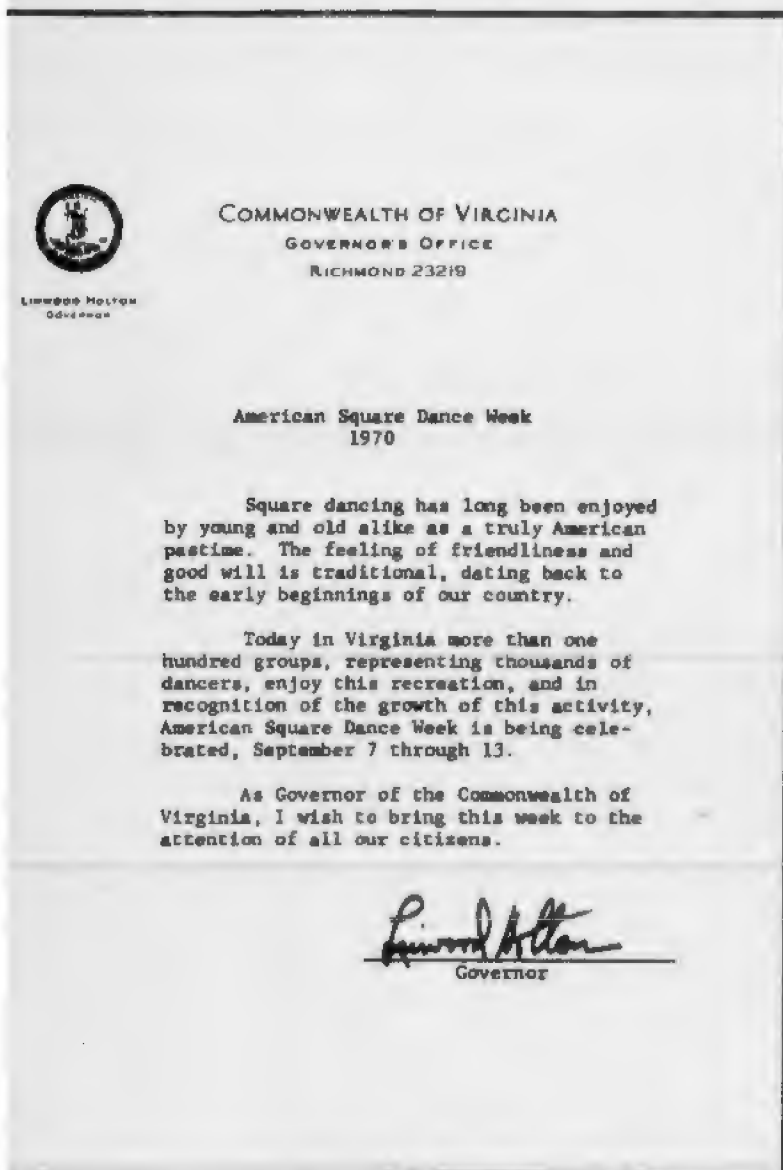 COMMONWEALTH OF VIRGINIA
GOVERNOR'S OFFICE
RICHMOND 23219
LINWOOD HOLTON
GOVERNOR
American Square Dance Week
1970
Square dancing has long been enjoyed
by young and old alike as a truly American
pastime. The feeling of friendliness and
good will is traditional, dating back to
the early beginnings of our country.
Today in Virginia more than one
hundred groups, representing thousands of
dancers, enjoy this recreation, and in
recognition of the growth of this activity,
American Square Dance Week is being cele-
brated, September 7 through 13.
As Governor of the Commonwealth of
Virginia, I wish to bring this week to the
attention of all our citizens.
Linwood Holton
Governor